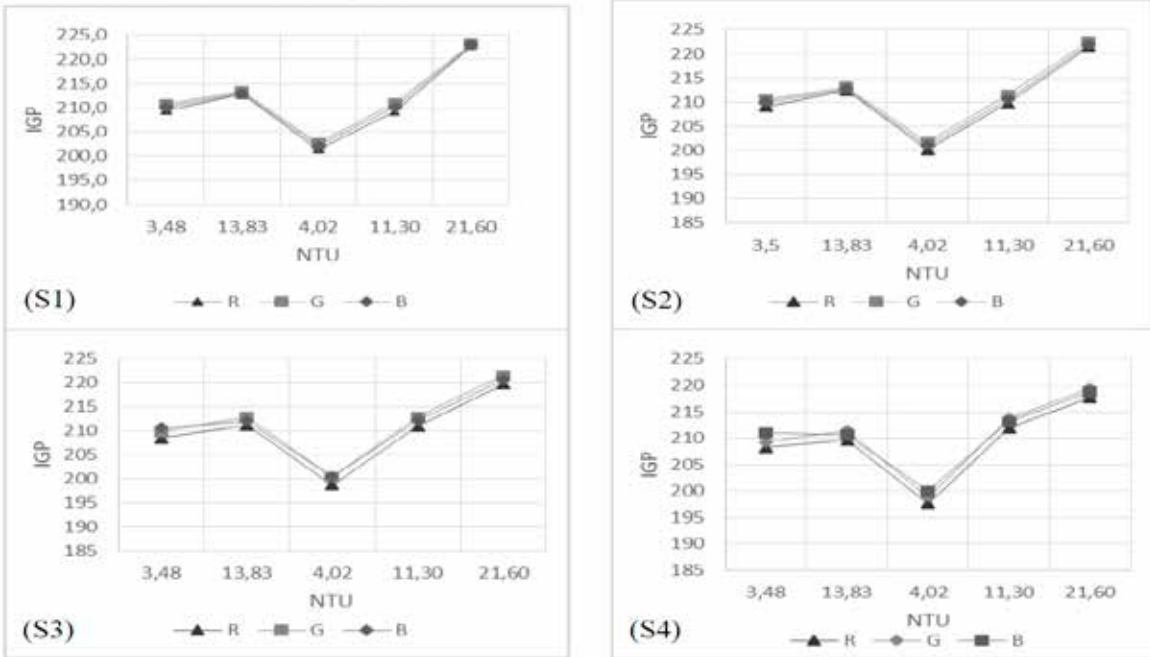 225,0
220,0
215,0
210,0
205,0
200,0
195,0
190,0
IGP
3,48 13,83 4,02 11,30 21,60
NTU
(S1) R G B
225
220
215
210
205
200
195
190
185
IGP
3,5 13,83 4,02 11,30 21,60
NTU
(S2) R G B
225
220
215
210
205
200
195
190
185
IGP
3,48 13,83 4,02 11,30 21,60
NTU
(S3) R G B
225
220
215
210
205
200
195
190
185
IGP
3,48 13,83 4,02 11,30 21,60
NTU
(S4) R G B